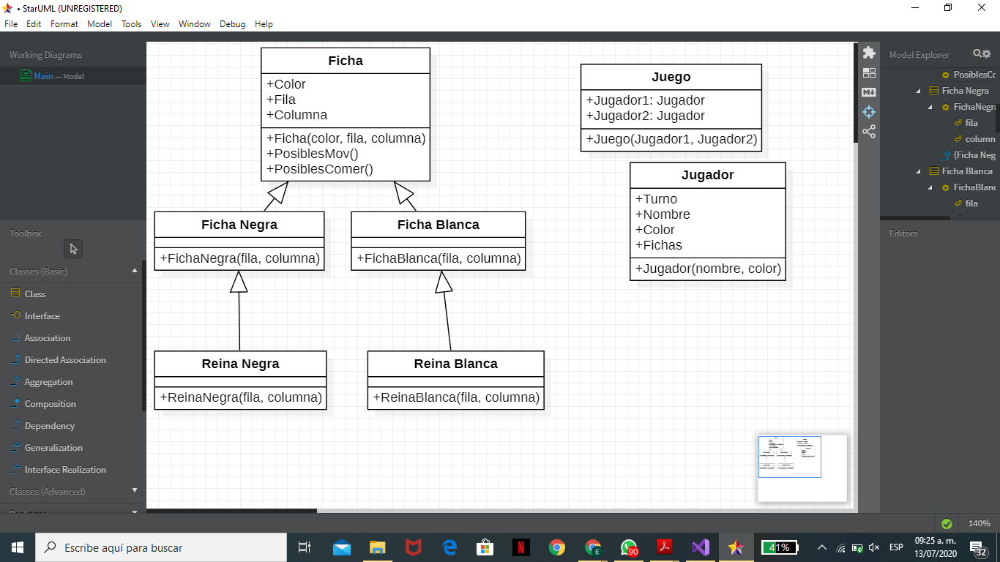 • StarUML (UNREGISTERED)
File Edit Format Model Tools View Window Debug Help
Working Diagrams
Main — Model
Toolbox
Classes (Basic)
Class
Interface
Association
Directed Association
Aggregation
Composition
Dependency
Generalization
Interface Realization
Classes (Advanced)
Ficha
+Color
+Fila
+Columna
+Ficha(color, fila, columna)
+PosiblesMov()
+PosiblesComer()
Ficha Negra
+FichaNegra(fila, columna)
Ficha Blanca
+FichaBlanca(fila, columna)
Reina Negra
+ReinaNegra(fila, columna)
Reina Blanca
+ReinaBlanca(fila, columna)
Juego
+Jugador1: Jugador
+Jugador2: Jugador
+Juego(Jugador1, Jugador2)
Jugador
+Turno
+Nombre
+Color
+Fichas
+Jugador(nombre, color)
Model Explorer
PosiblesCo
Ficha Negra
FichaNegra
fila
column
(Ficha Neg
Ficha Blanca
FichaBlanc
fila
Editors
140%
Escribe aquí para buscar
N
E
90
41%
ESP
09:25 a. m.
13/07/2020
32